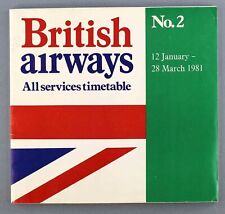 British
airways
All services timetable
No. 2
12 January –
28 March 1981